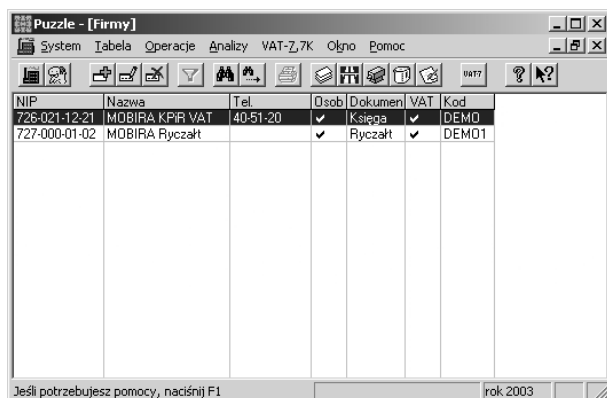 Puzzle - [Firmy]
System Tabela Operacje Analizy VAT-7,7K Okno Pomoc
VAT7
NIP Nazwa Tel. Osob Dokumen VAT Kod
726-021-12-21 MOBIRA KPiR VAT 40-51-20 Księga DEMO
727-000-01-02 MOBIRA Ryczałt Ryczałt DEMO1
Jeśli potrzebujesz pomocy, naciśnij F1 rok 2003